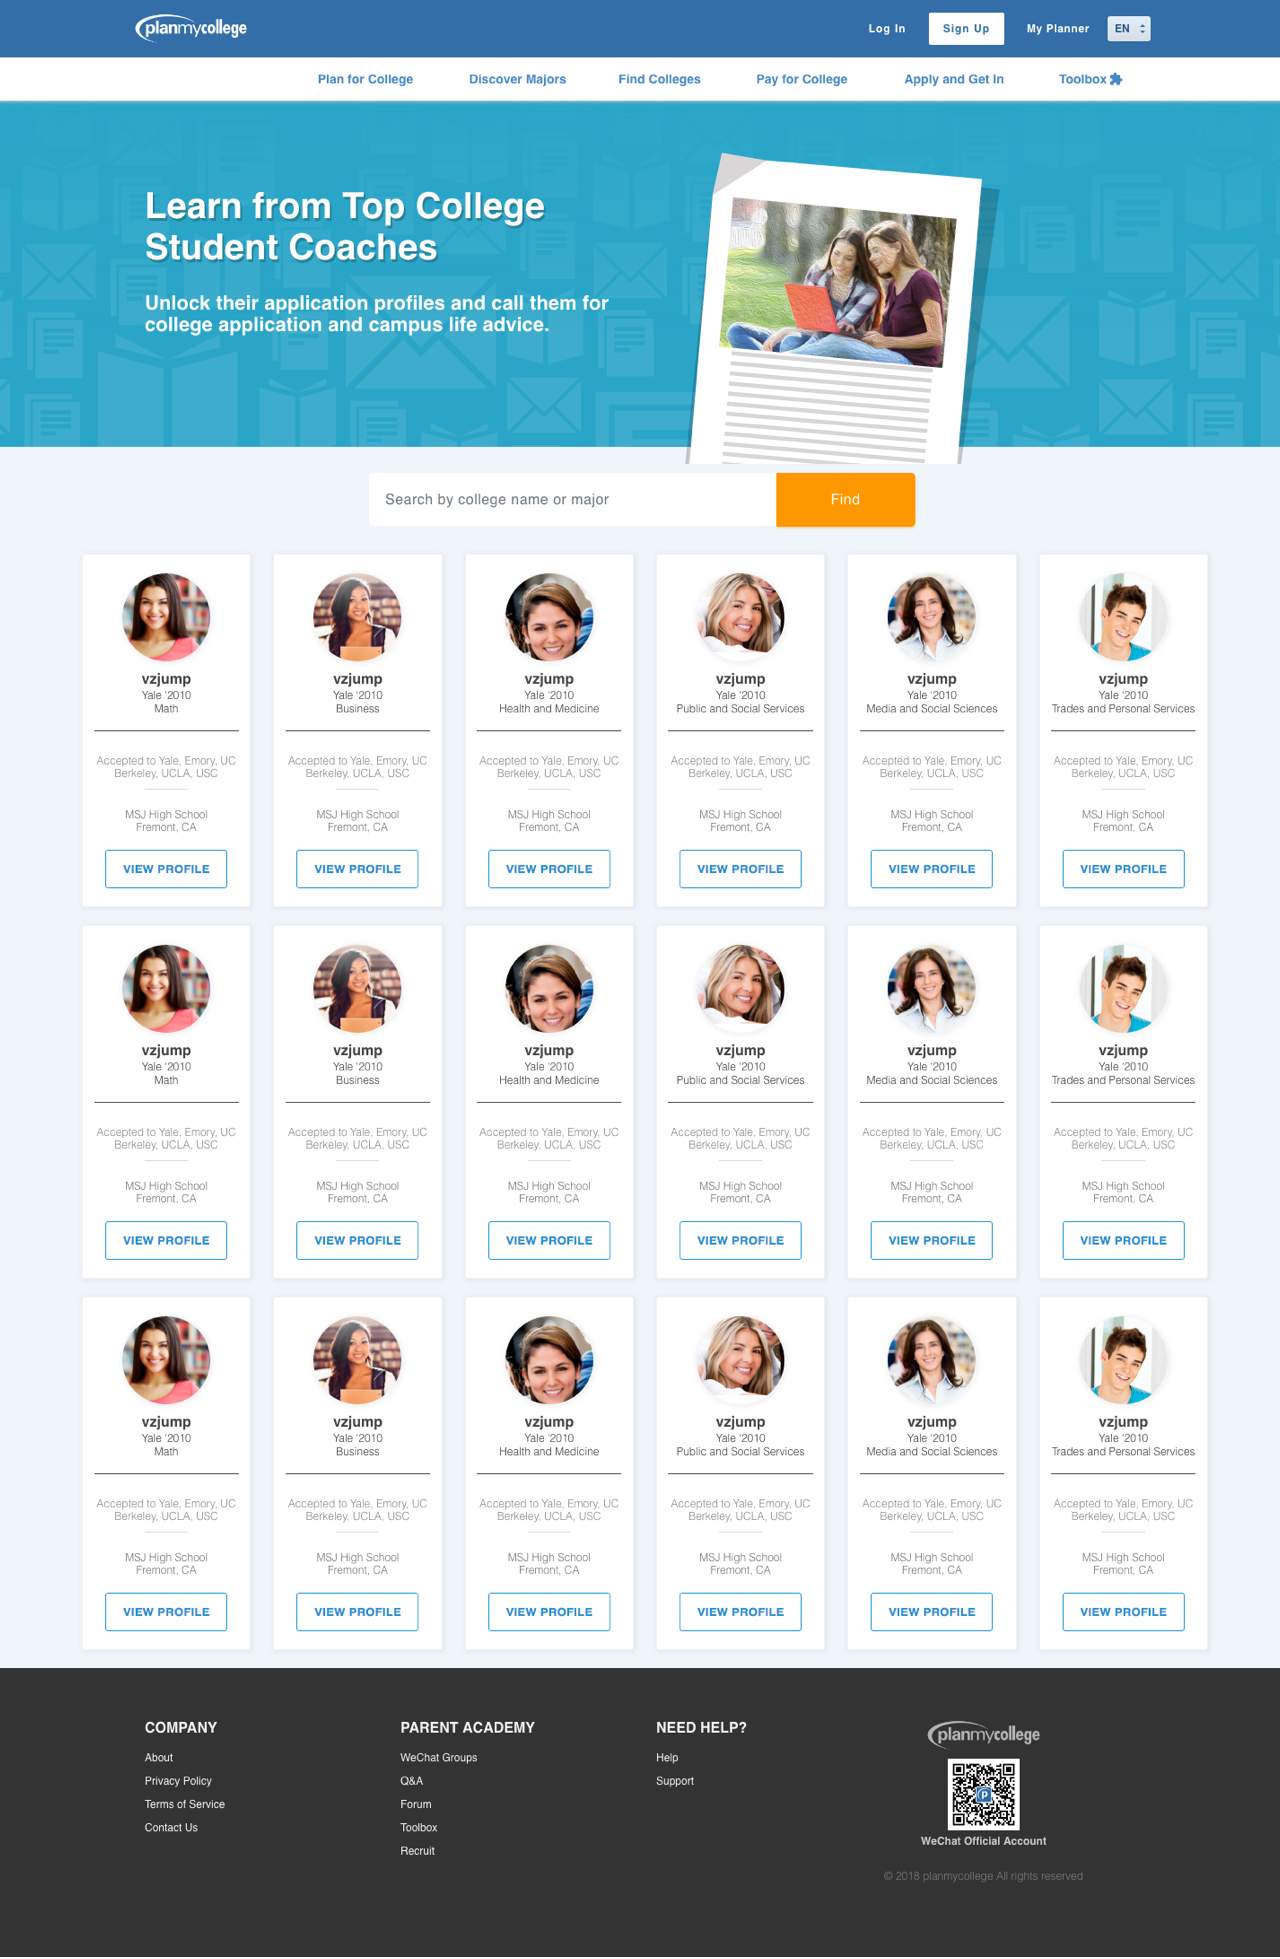 planmycollege
Log In
Sign Up
My Planner
EN
Plan for College
Discover Majors
Find Colleges
Pay for College
Apply and Get In
Toolbox
Learn from Top College
Student Coaches
Unlock their application profiles and call them for
college application and campus life advice.
Search by college name or major
Find
vzjump
Yale '2010
Math
Accepted to Yale, Emory, UC
Berkeley, UCLA, USC
MSJ High School
Fremont, CA
VIEW PROFILE
vzjump
Yale '2010
Business
Accepted to Yale, Emory, UC
Berkeley, UCLA, USC
MSJ High School
Fremont, CA
VIEW PROFILE
vzjump
Yale '2010
Health and Medicine
Accepted to Yale, Emory, UC
Berkeley, UCLA, USC
MSJ High School
Fremont, CA
VIEW PROFILE
vzjump
Yale '2010
Public and Social Services
Accepted to Yale, Emory, UC
Berkeley, UCLA, USC
MSJ High School
Fremont, CA
VIEW PROFILE
vzjump
Yale '2010
Media and Social Sciences
Accepted to Yale, Emory, UC
Berkeley, UCLA, USC
MSJ High School
Fremont, CA
VIEW PROFILE
vzjump
Yale '2010
Trades and Personal Services
Accepted to Yale, Emory, UC
Berkeley, UCLA, USC
MSJ High School
Fremont, CA
VIEW PROFILE
vzjump
Yale '2010
Math
Accepted to Yale, Emory, UC
Berkeley, UCLA, USC
MSJ High School
Fremont, CA
VIEW PROFILE
vzjump
Yale '2010
Business
Accepted to Yale, Emory, UC
Berkeley, UCLA, USC
MSJ High School
Fremont, CA
VIEW PROFILE
vzjump
Yale '2010
Health and Medicine
Accepted to Yale, Emory, UC
Berkeley, UCLA, USC
MSJ High School
Fremont, CA
VIEW PROFILE
vzjump
Yale '2010
Public and Social Services
Accepted to Yale, Emory, UC
Berkeley, UCLA, USC
MSJ High School
Fremont, CA
VIEW PROFILE
vzjump
Yale '2010
Media and Social Sciences
Accepted to Yale, Emory, UC
Berkeley, UCLA, USC
MSJ High School
Fremont, CA
VIEW PROFILE
vzjump
Yale '2010
Trades and Personal Services
Accepted to Yale, Emory, UC
Berkeley, UCLA, USC
MSJ High School
Fremont, CA
VIEW PROFILE
vzjump
Yale '2010
Math
Accepted to Yale, Emory, UC
Berkeley, UCLA, USC
MSJ High School
Fremont, CA
VIEW PROFILE
vzjump
Yale '2010
Business
Accepted to Yale, Emory, UC
Berkeley, UCLA, USC
MSJ High School
Fremont, CA
VIEW PROFILE
vzjump
Yale '2010
Health and Medicine
Accepted to Yale, Emory, UC
Berkeley, UCLA, USC
MSJ High School
Fremont, CA
VIEW PROFILE
vzjump
Yale '2010
Public and Social Services
Accepted to Yale, Emory, UC
Berkeley, UCLA, USC
MSJ High School
Fremont, CA
VIEW PROFILE
vzjump
Yale '2010
Media and Social Sciences
Accepted to Yale, Emory, UC
Berkeley, UCLA, USC
MSJ High School
Fremont, CA
VIEW PROFILE
vzjump
Yale '2010
Trades and Personal Services
Accepted to Yale, Emory, UC
Berkeley, UCLA, USC
MSJ High School
Fremont, CA
VIEW PROFILE
COMPANY
About
Privacy Policy
Terms of Service
Contact Us
PARENT ACADEMY
WeChat Groups
Q&A
Forum
Toolbox
Recruit
NEED HELP?
Help
Support
planmycollege
WeChat Official Account
© 2018 planmycollege All rights reserved